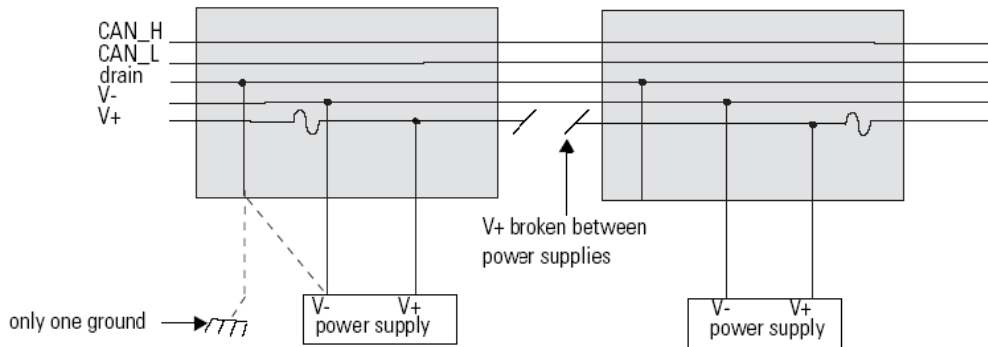 CAN_H
CAN_L
drain
V-
V+
V+ broken between
power supplies
only one ground
V- V+
power supply
V- V+
power supply